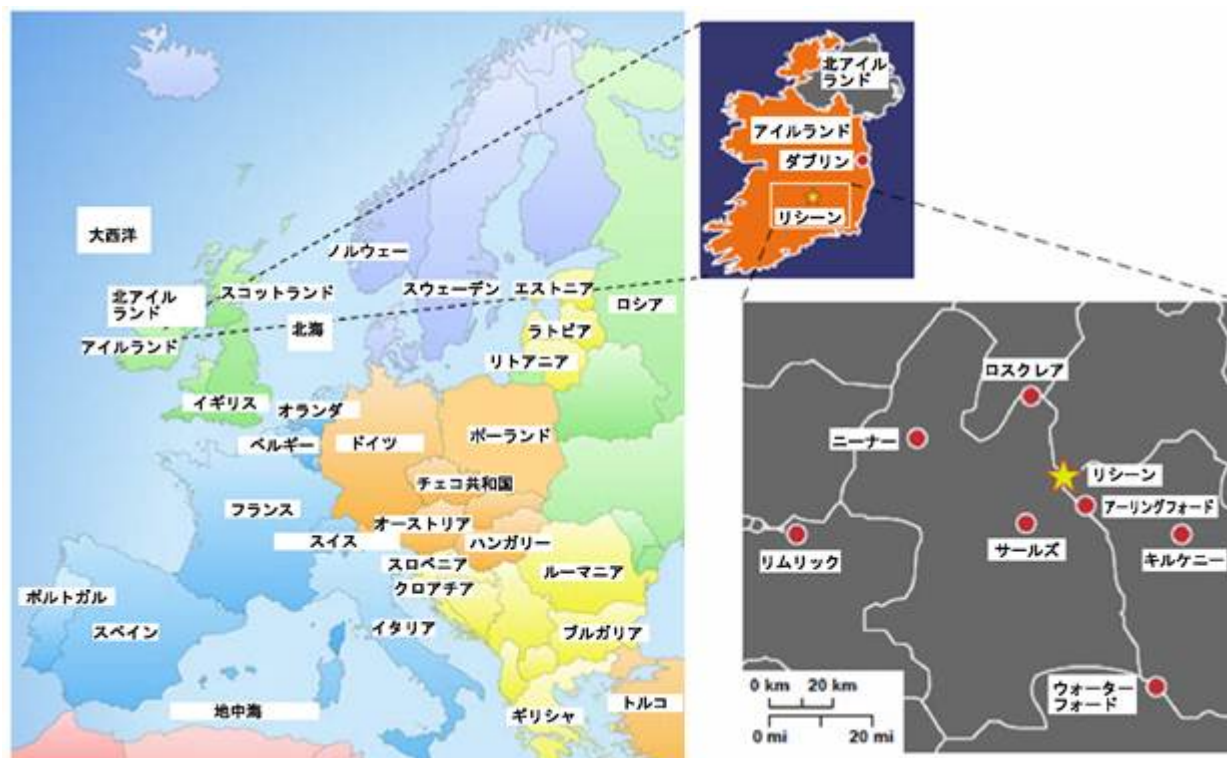 大西洋
北アイル
ランド
アイルランド
スコットランド
北海
イギリス
ノルウェー
スウェーデン
エストニア
ラトビア
リトアニア
ロシア
オランダ
ベルギー
ドイツ
ポーランド
チェコ共和国
フランス
オーストリア
スイス
ハンガリー
スロベニア
ルーマニア
クロアチア
ポルトガル
スペイン
イタリア
ブルガリア
地中海
ギリシャ
トルコ
北アイル
ランド
アイルランド
ダブリン
リシーン
ロスクレア
ニーナー
リシーン
アーリングフォード
サールズ
リムリック
キルケニー
ウォーター
フォード
0 km 20 km
0 mi 20 mi